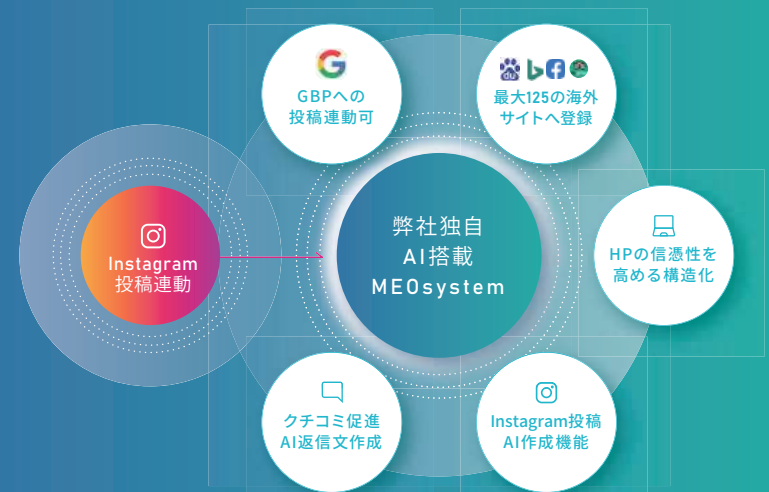 GBPへの
投稿連動可
du
最大125の海外
サイトへ登録
Instagram
投稿連動
弊社独自
AI搭載
MEOsystem
HPの信憑性を
高める構造化
クチコミ促進
AI返信文作成
Instagram投稿
AI作成機能